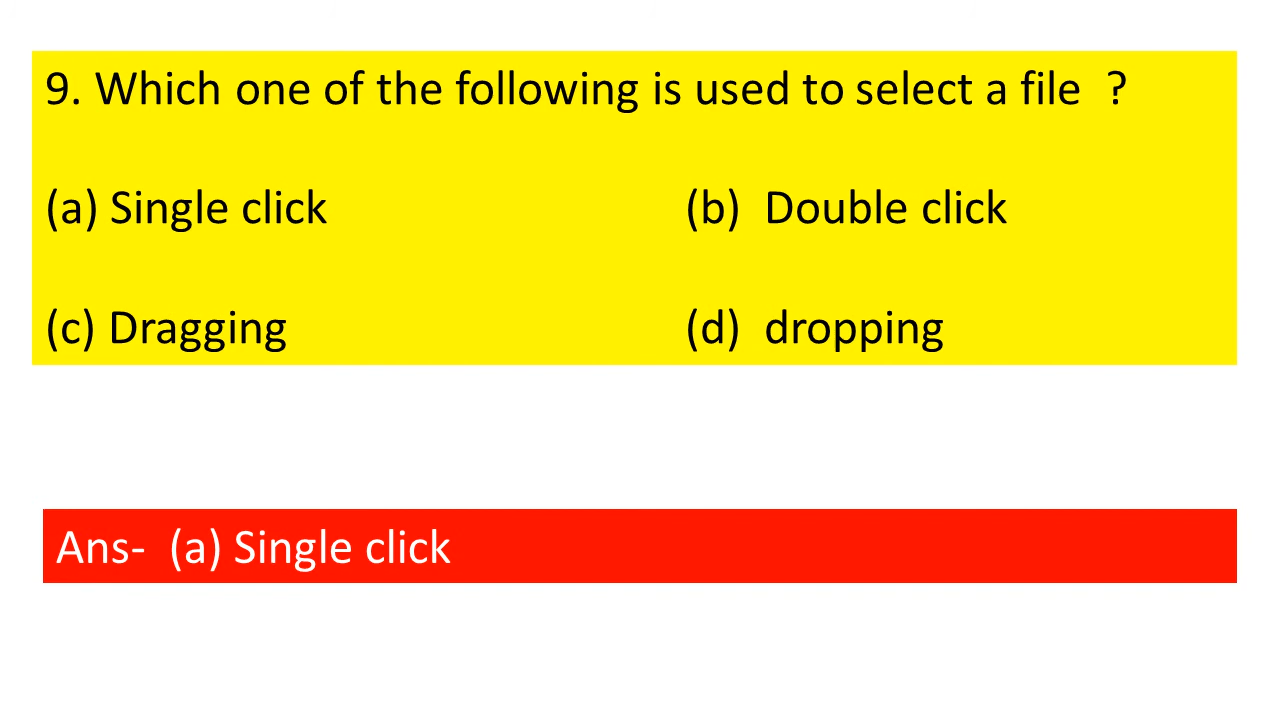 9. Which one of the following is used to select a file  ?
(a) Single click (b)  Double click
(c) Dragging (d)  dropping
Ans-  (a) Single click